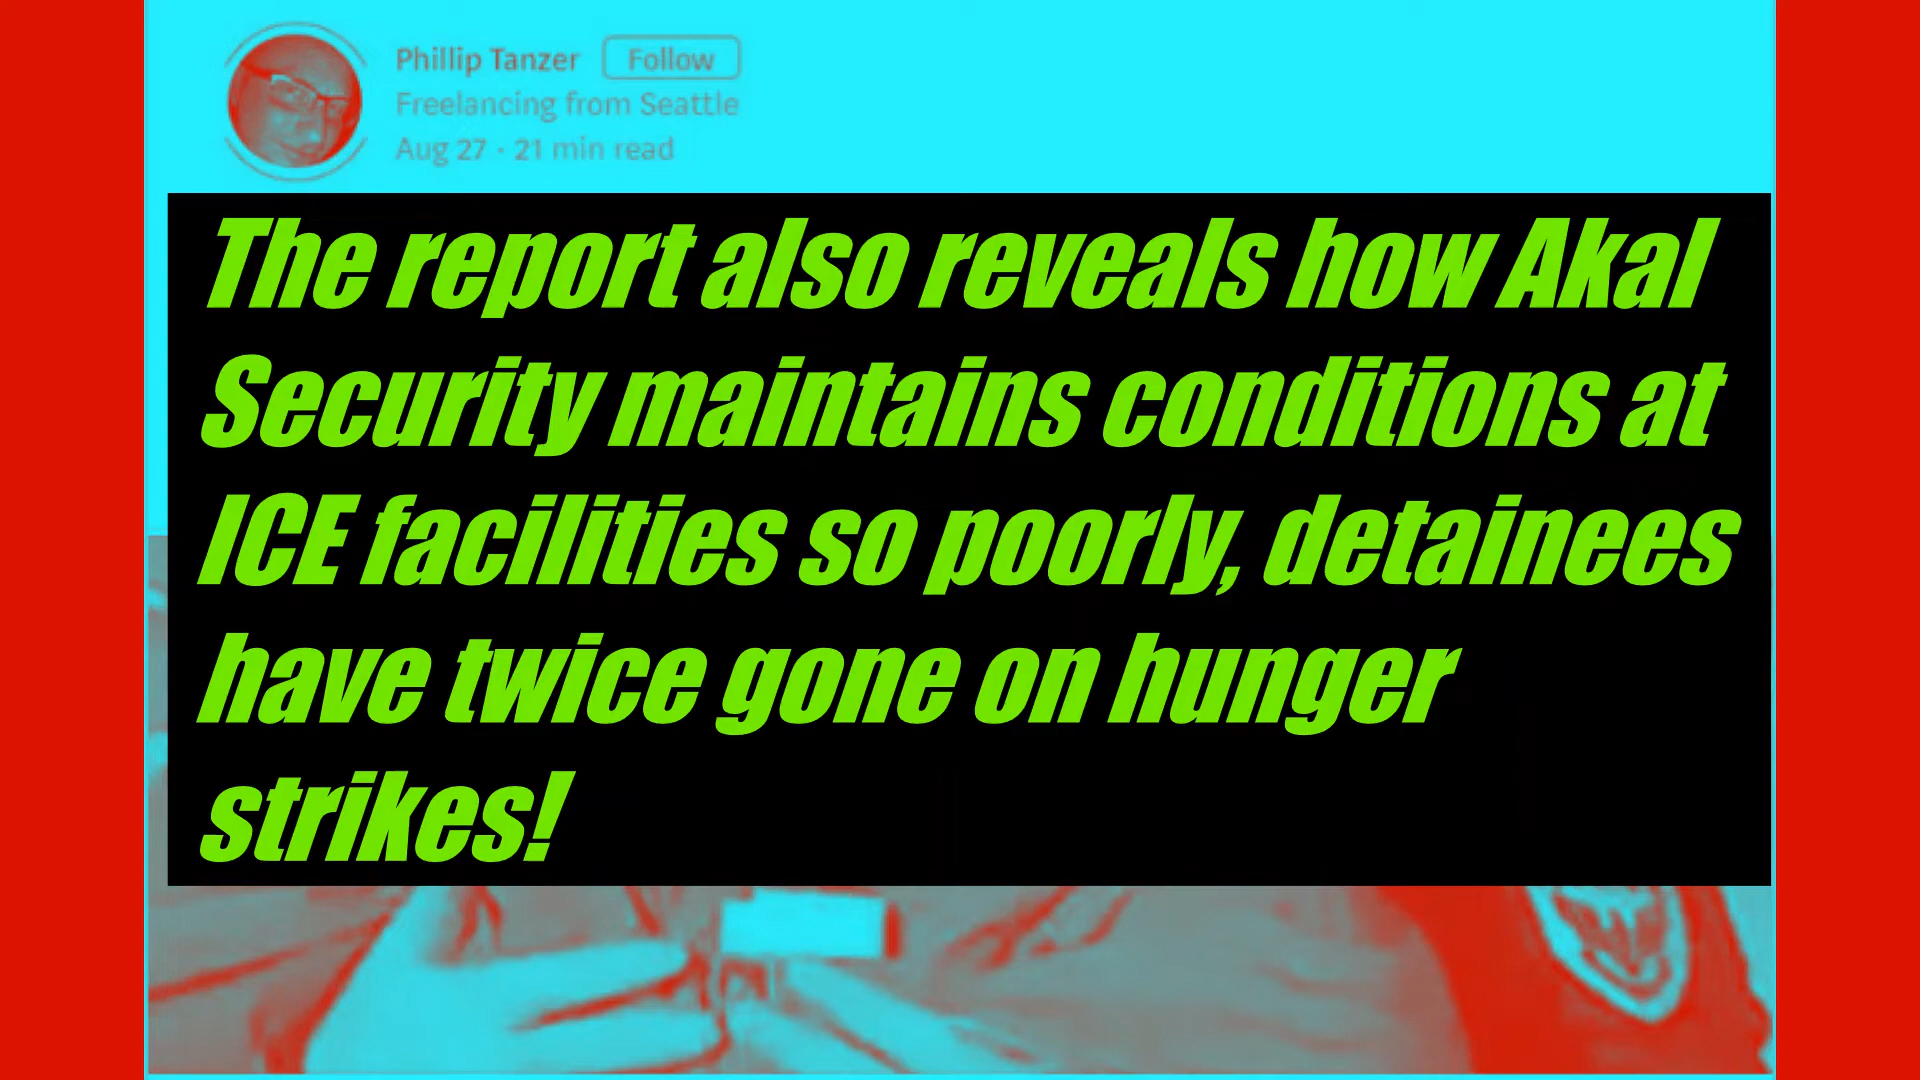 Phillip Tanzer Follow
Freelancing from Seattle
Aug 27 · 21 min read
The report also reveals how Akal
Security maintains conditions at
ICE facilities so poorly, detainees
have twice gone on hunger
strikes!